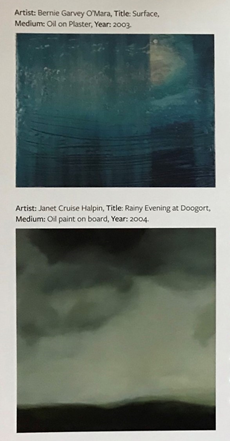 Artist: Bernie Garvey O'Mara, Title: Surface,
Medium: Oil on Plaster, Year: 2003.
Artist: Janet Cruise Halpin, Title: Rainy Evening at Doogort,
Medium: Oil paint on board, Year: 2004.